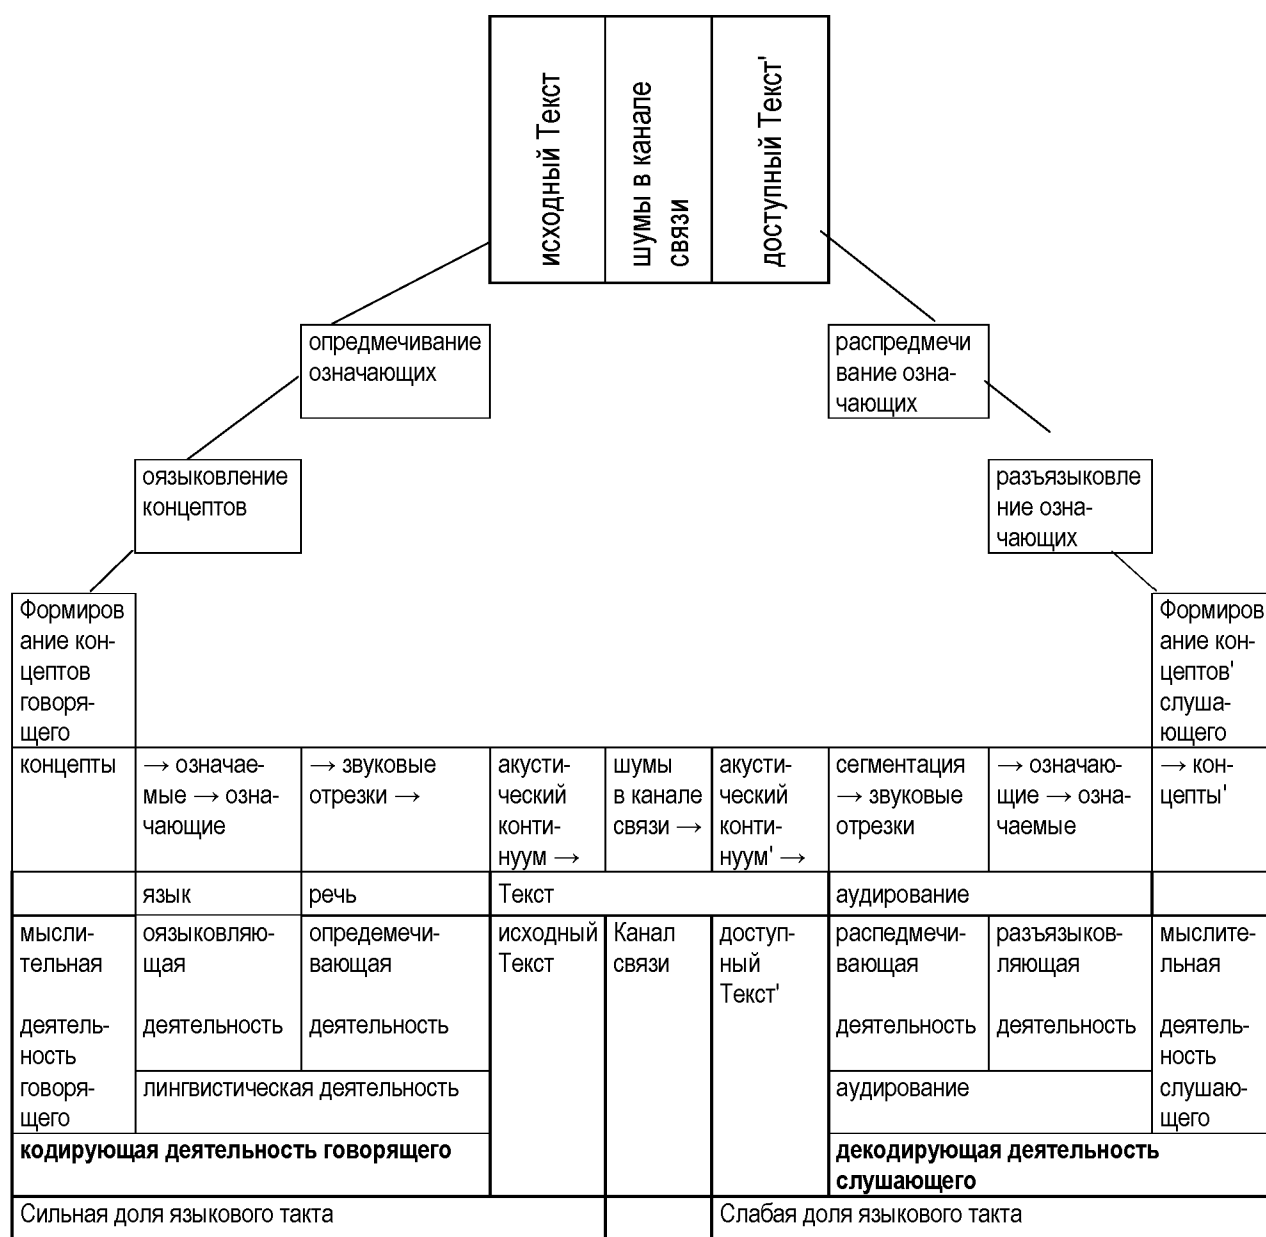 исходный Текст
шумы в канале
связи
доступный Текст'
опредмечивание
означающих
распредмечи
вание озна-
чающих
оязыковление
концептов
разъязыковле
ние озна-
чающих
Формиров
ание кон-
цептов
говоря-
щего
Формиров
ание кон-
цептов'
слуша-
ющего
концепты
→ означае-
мые → озна-
чающие
→ звуковые
отрезки →
акусти-
ческий
конти-
нуум →
шумы
в канале
связи →
акусти-
ческий
конти-
нуум' →
сегментация
→ звуковые
отрезки
→ означаю-
щие → озна-
чаемые
→ кон-
цепты'
язык
речь
Текст
аудирование
мысли-
тельная
деятель-
ность
говоря-
щего
оязыковляю-
щая
деятельность
опредемечи-
вающая
деятельность
исходный
Текст
Канал
связи
доступ-
ный
Текст'
распедмечи-
вающая
деятельность
разъязыков-
ляющая
деятельность
мыслите-
льная
деятель-
ность
слушаю-
щего
лингвистическая деятельность
аудирование
кодирующая деятельность говорящего
декодирующая деятельность
слушающего
Сильная доля языкового такта
Слабая доля языкового такта